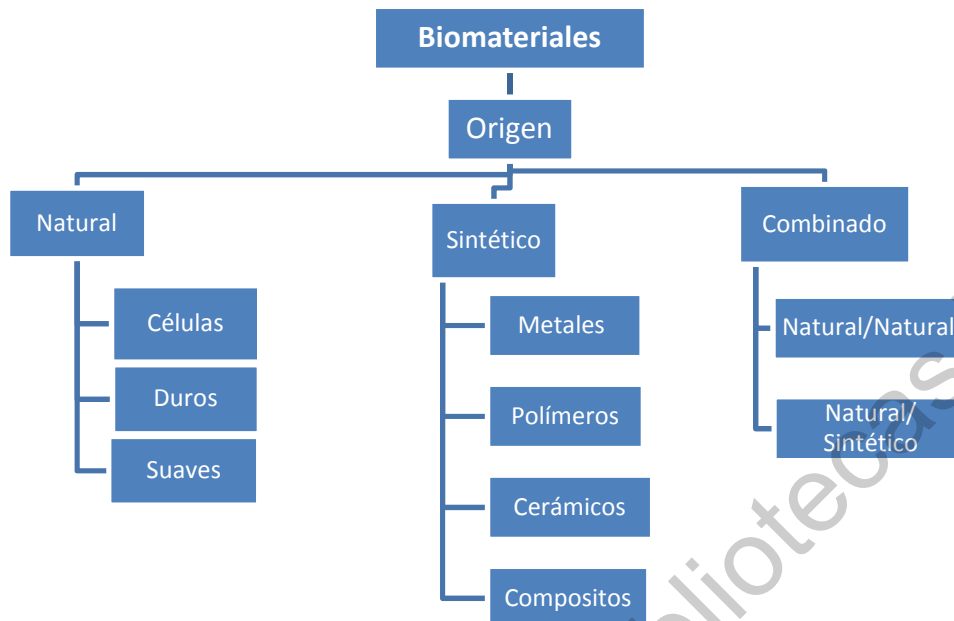 Biomateriales
Origen
Natural
Células
Duros
Suaves
Sintético
Metales
Polímeros
Cerámicos
Compositos
Combinado
Natural/Natural
Natural/
Sintético